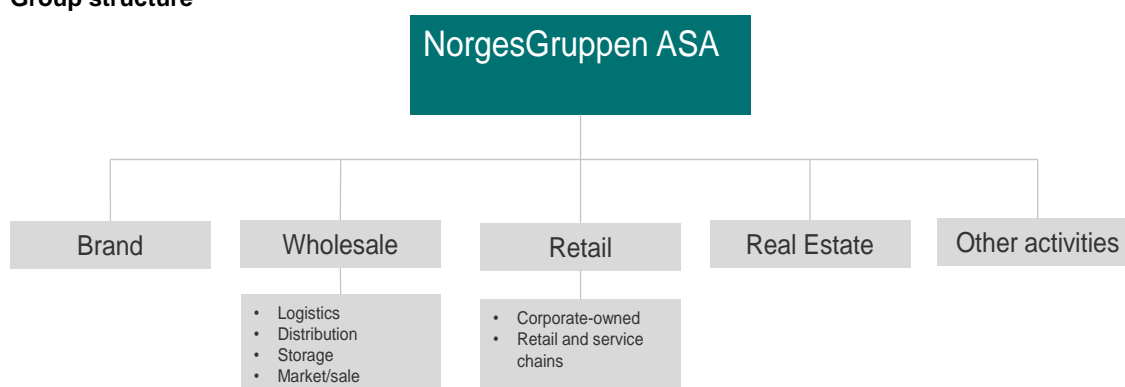 Group structure
NorgesGruppen ASA
Brand
Wholesale
Retail
Real Estate
Other activities
• Logistics
• Distribution
• Storage
• Market/sale
• Corporate-owned
• Retail and service
chains